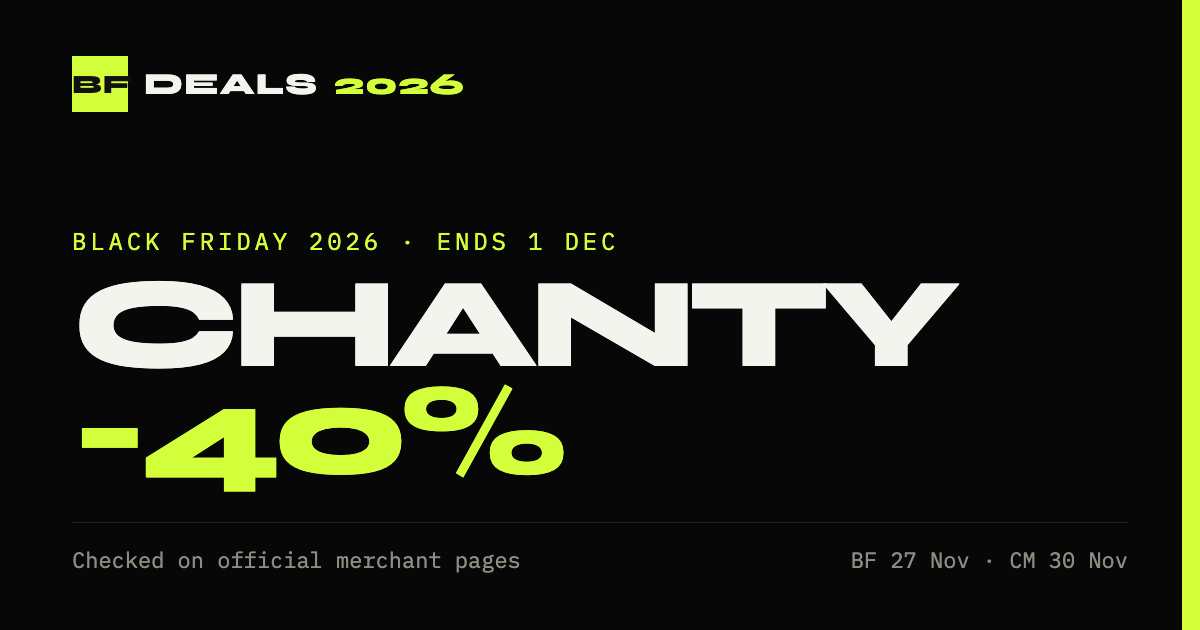 BF DEALS 2026
BLACK FRIDAY 2026 · ENDS 1 DEC
CHANTY
-40%
Checked on official merchant pages
BF 27 Nov · CM 30 Nov